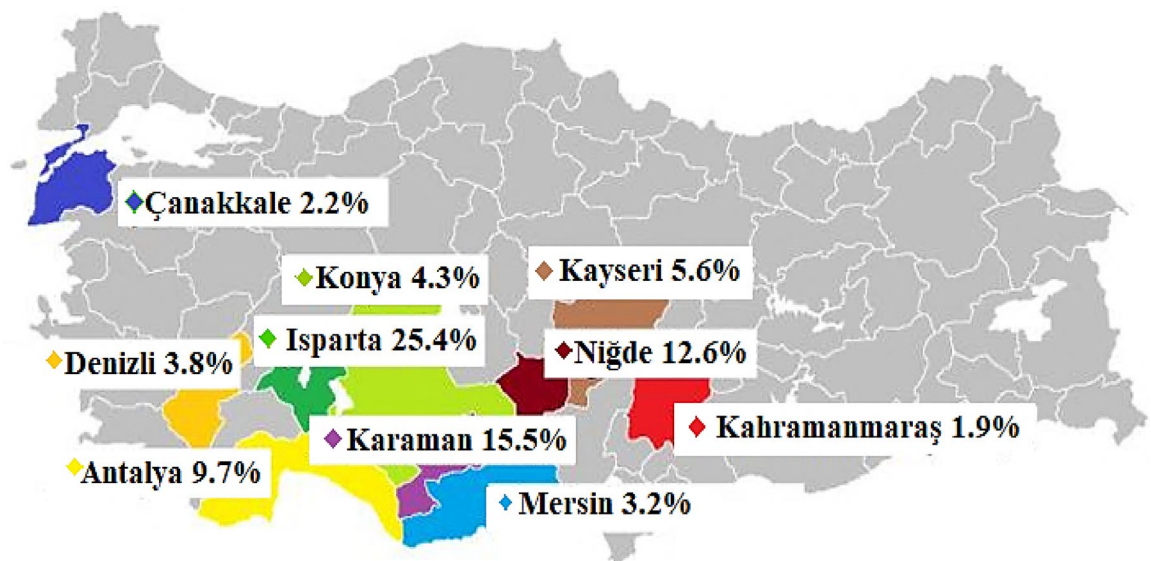 Çanakkale 2.2%
Konya 4.3%
Kayseri 5.6%
Isparta 25.4%
Niğde 12.6%
Denizli 3.8%
Karaman 15.5%
Kahramanmaraş 1.9%
Antalya 9.7%
Mersin 3.2%